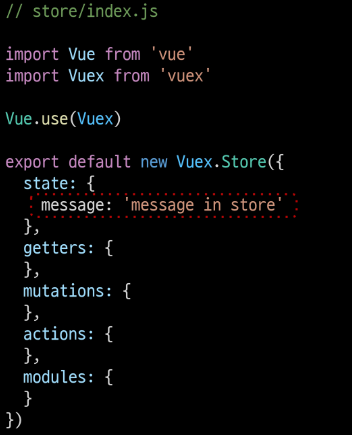 // store/index.js
import Vue from 'vue'
import Vuex from 'vuex'
Vue.use(Vuex)
export default new Vuex.Store({
  state: {
    message: 'message in store'
  },
  getters: {
  },
  mutations: {
  },
  actions: {
  },
  modules: {
  }
})